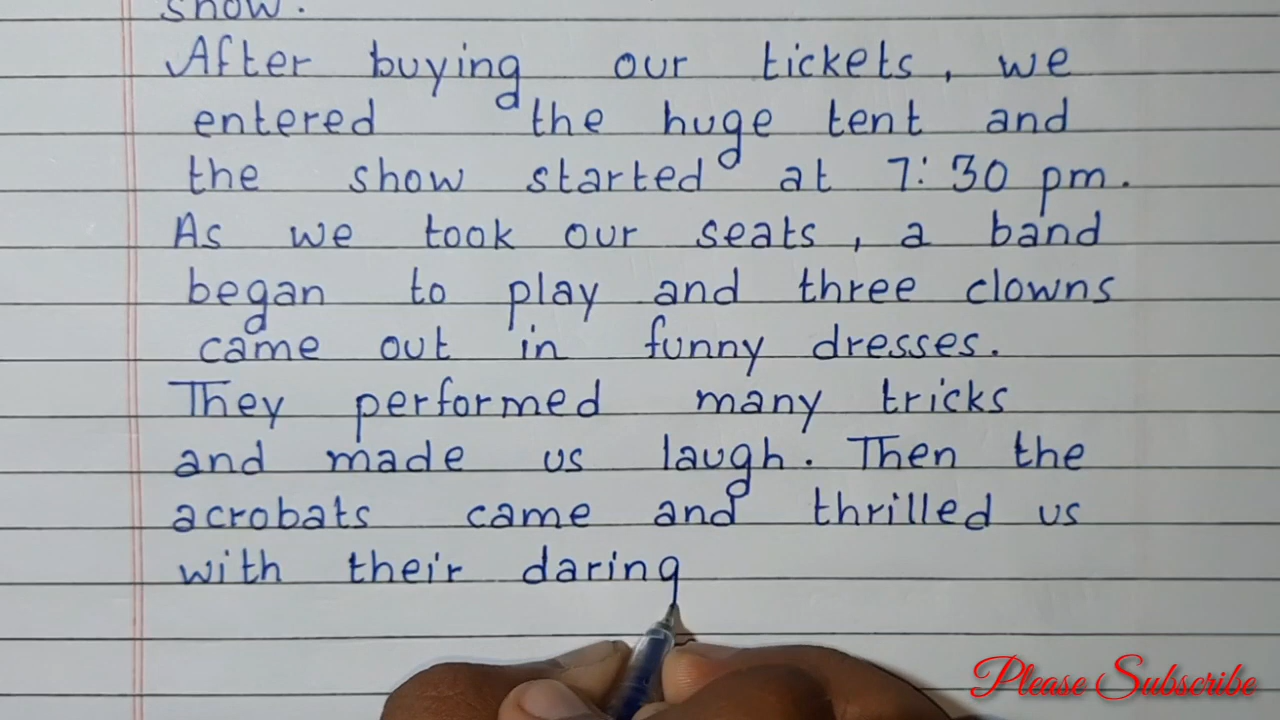 show.
After buying our tickets, we
entered the huge tent and
the show started at 7:30 pm.
As we took our seats, a band
began to play and three clowns
came out in funny dresses.
They performed many tricks
and made us laugh. Then the
acrobats came and thrilled us
with their daring
Please Subscribe